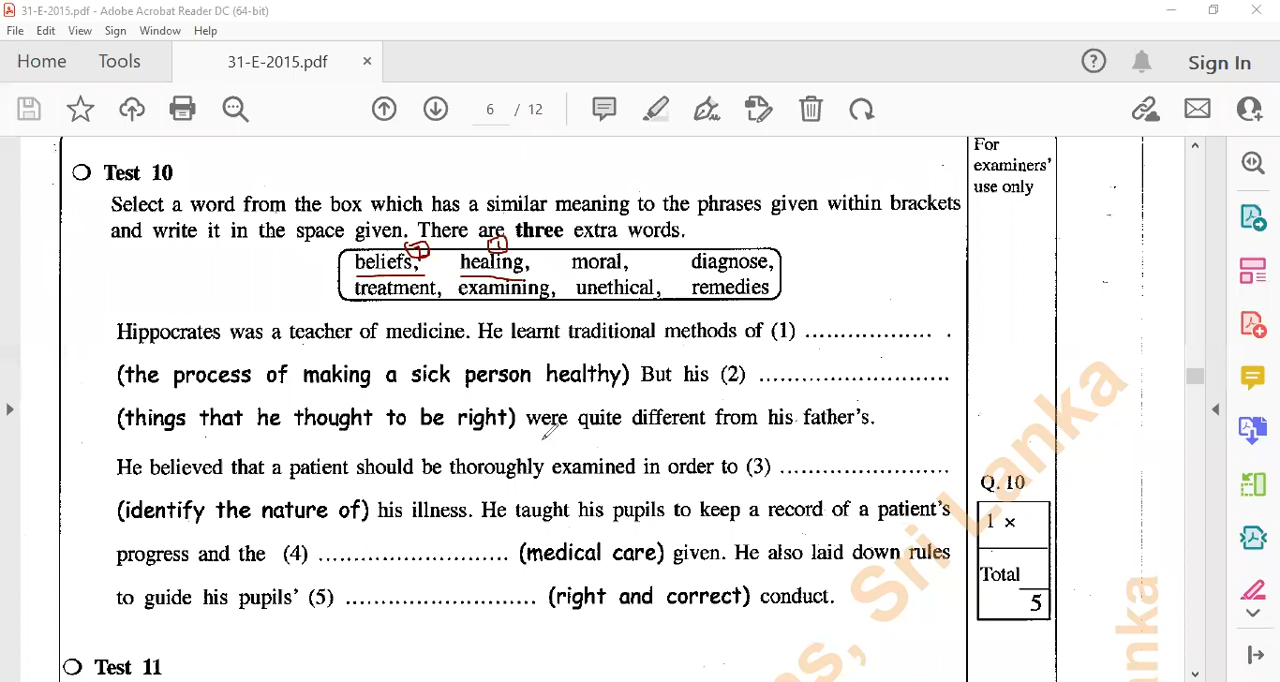 31-E-2015.pdf - Adobe Acrobat Reader DC (64-bit)
File Edit View Sign Window Help
Home Tools 31-E-2015.pdf × Sign In
6 / 12
For
examiners'
use only
Test 10
Select a word from the box which has a similar meaning to the phrases given within brackets
and write it in the space given. There are three extra words.
beliefs, healing, moral, diagnose,
treatment, examining, unethical, remedies
Hippocrates was a teacher of medicine. He learnt traditional methods of (1) .................. .
(the process of making a sick person healthy) But his (2) ...........................
(things that he thought to be right) were quite different from his father's.
He believed that a patient should be thoroughly examined in order to (3) ........................
(identify the nature of) his illness. He taught his pupils to keep a record of a patient's
progress and the (4) ........................... (medical care) given. He also laid down rules
to guide his pupils' (5) ........................... (right and correct) conduct.
Q. 10
1 ×
Total
5
Test 11
Sri Lanka